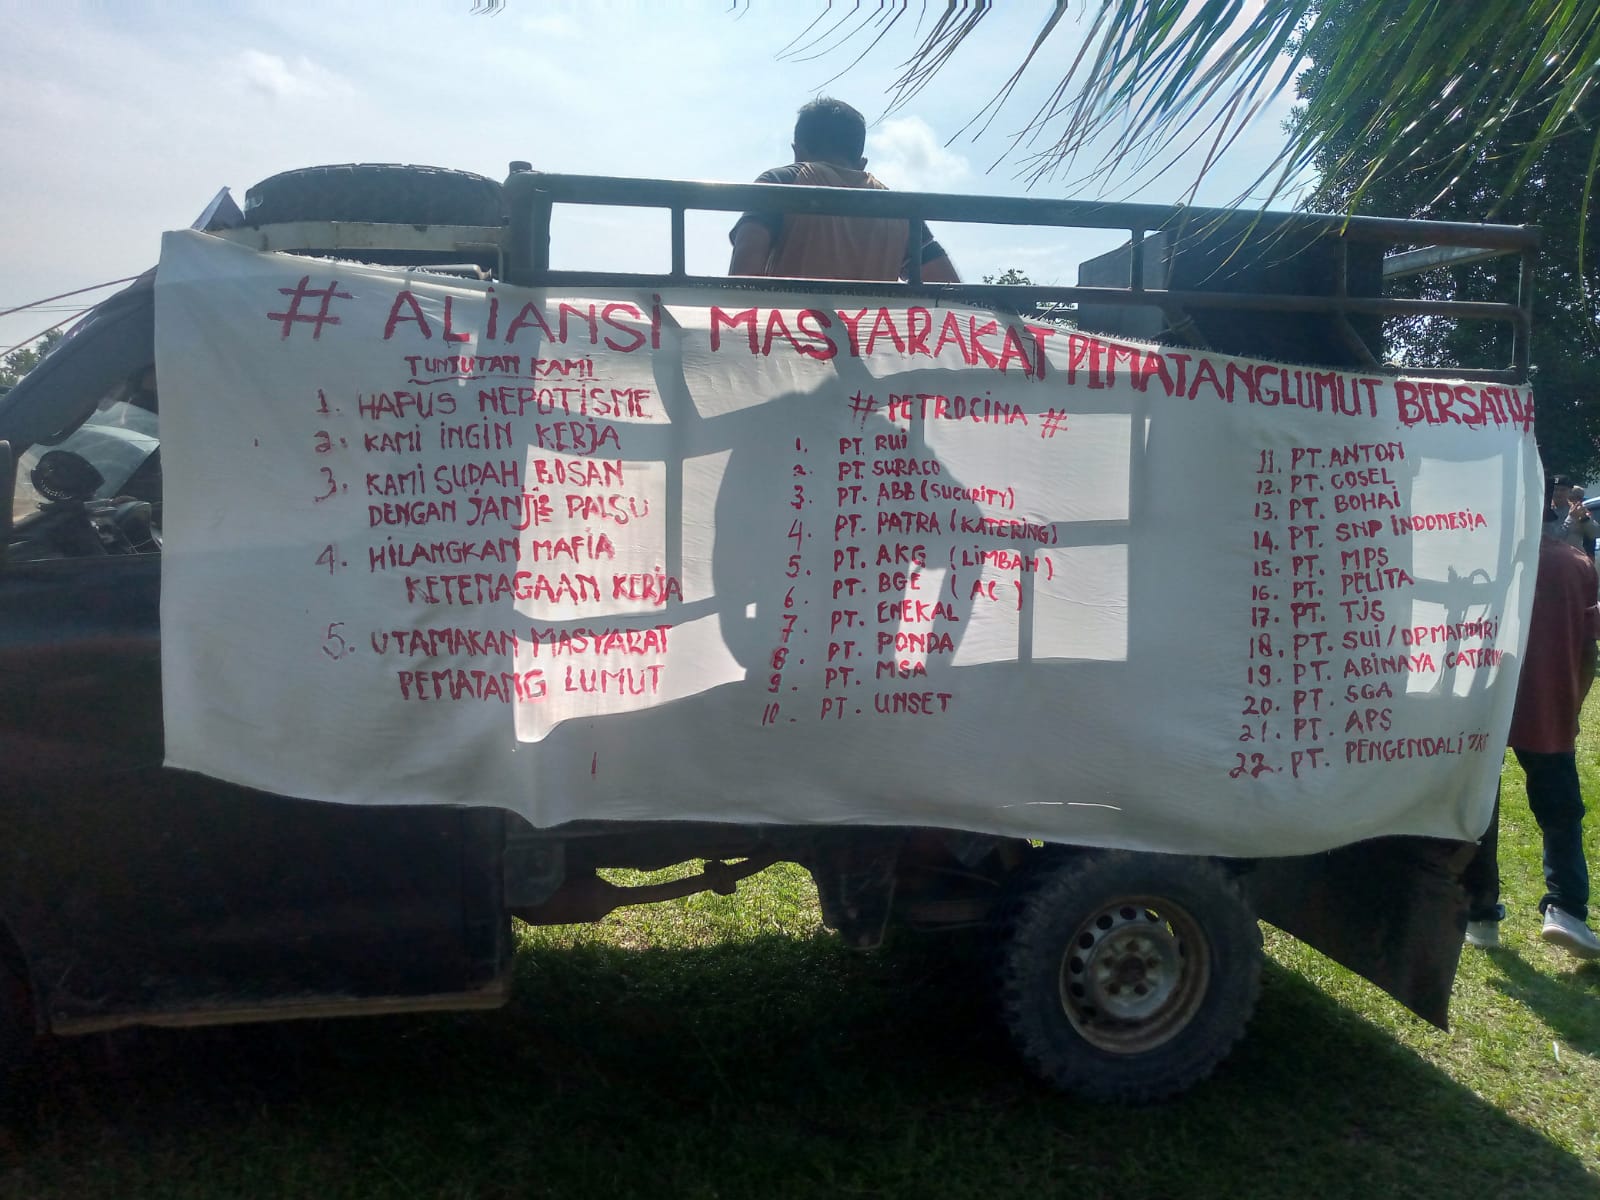 # ALIANSI MASYARAKAT PEMATANGLUMUT BERSATU #
TUNTUTAN KAMI
1. HAPUS NEPOTISME
2. KAMI INGIN KERJA
3. KAMI SUDAH BOSAN
DENGAN JANJI PALSU
4. HILANGKAN MAFIA
KETENAGAAN KERJA
5. UTAMAKAN MASYARAT
PEMATANG LUMUT
# PETROCINA #
1. PT. RUI
2. PT. SURACO
3. PT. ABB (SUCURITY)
4. PT. PATRA (KATERING)
5. PT. AKG (LIMBAH)
6. PT. BGE (AC)
7. PT. ENEKAL
8. PT. PONDA
9. PT. MSA
10. PT. UNSET
11. PT. ANTON
12. PT. COSEL
13. PT. BOHAI
14. PT. SNP INDONESIA
15. PT. MPS
16. PT. PELITA
17. PT. TJS
18. PT. SUI/DPMANDIRI
19. PT. ABINAYA CATERING
20. PT. SGA
21. PT. APS
22. PT. PENGENDALI